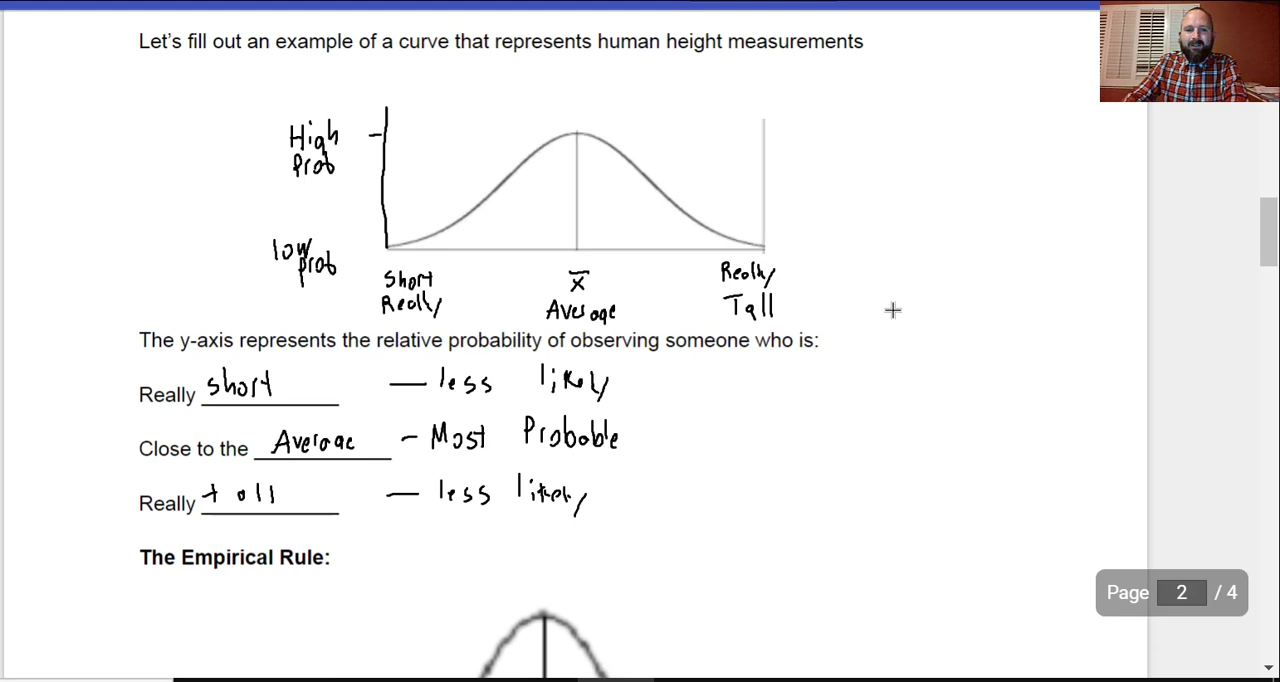 Let's fill out an example of a curve that represents human height measurements
High
Prob
low
prob
Short
Really
x̄
Average
Really
Tall
The y-axis represents the relative probability of observing someone who is:
Really short — less likely
Close to the Average - Most Probable
Really tall — less likely
The Empirical Rule:
Page 2 / 4